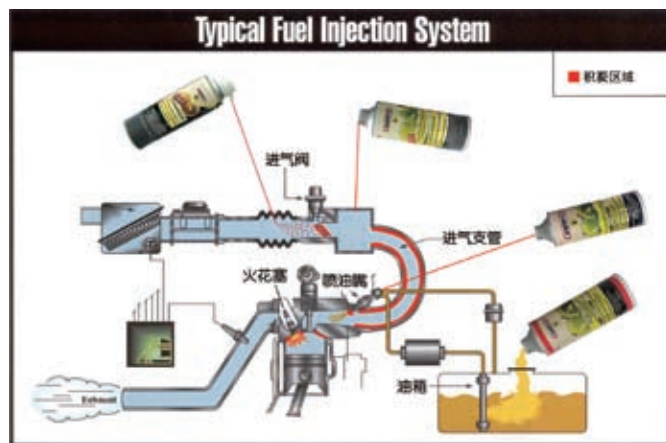 Typical Fuel Injection System
积炭区域
进气阀
进气支管
火花塞
喷油嘴
油箱
Exhaust